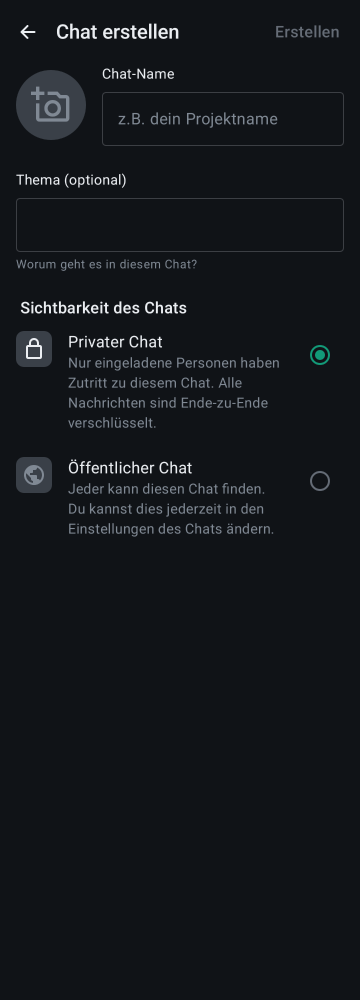 Chat erstellen
Erstellen
Chat-Name
z.B. dein Projektname
Thema (optional)
Worum geht es in diesem Chat?
Sichtbarkeit des Chats
Privater Chat
Nur eingeladene Personen haben
Zutritt zu diesem Chat. Alle
Nachrichten sind Ende-zu-Ende
verschlüsselt.
Öffentlicher Chat
Jeder kann diesen Chat finden.
Du kannst dies jederzeit in den
Einstellungen des Chats ändern.